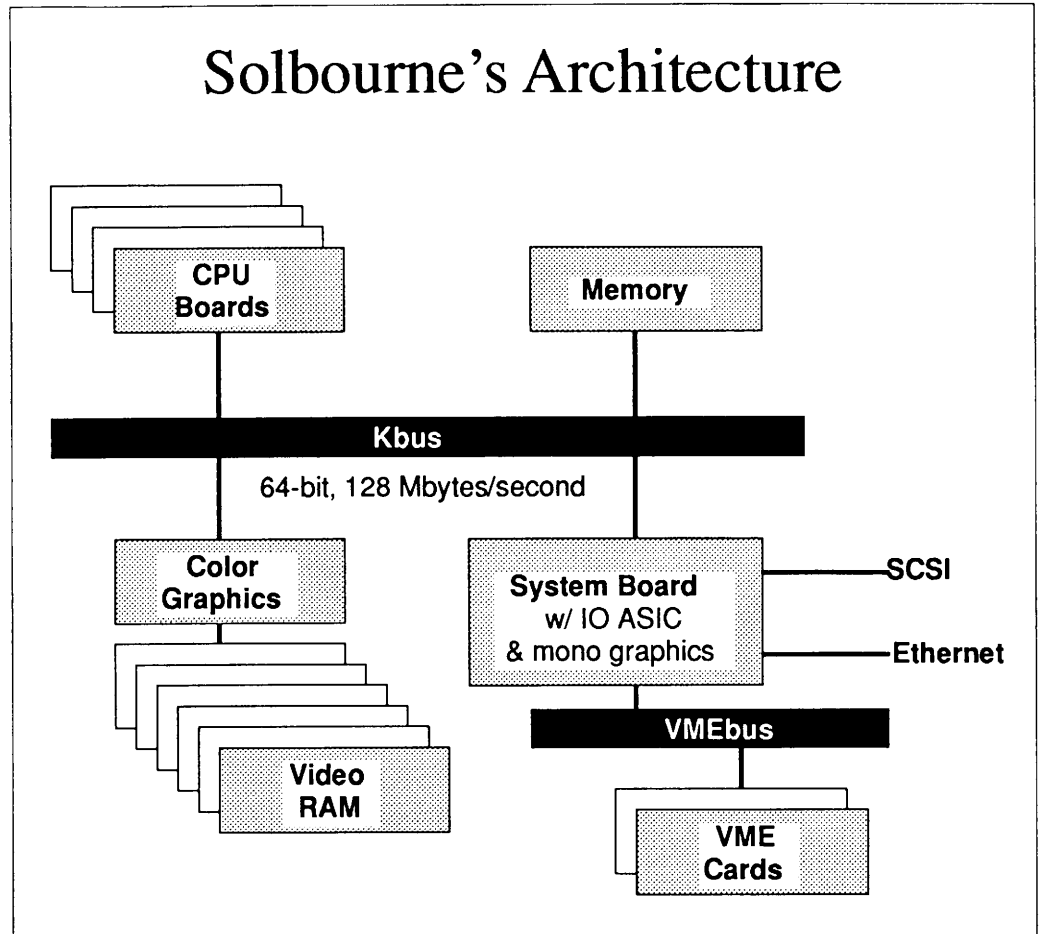 Solbourne's Architecture
CPU
Boards
Memory
Kbus
64-bit, 128 Mbytes/second
Color
Graphics
System Board
w/ IO ASIC
& mono graphics
SCSI
Ethernet
VMEbus
Video
RAM
VME
Cards